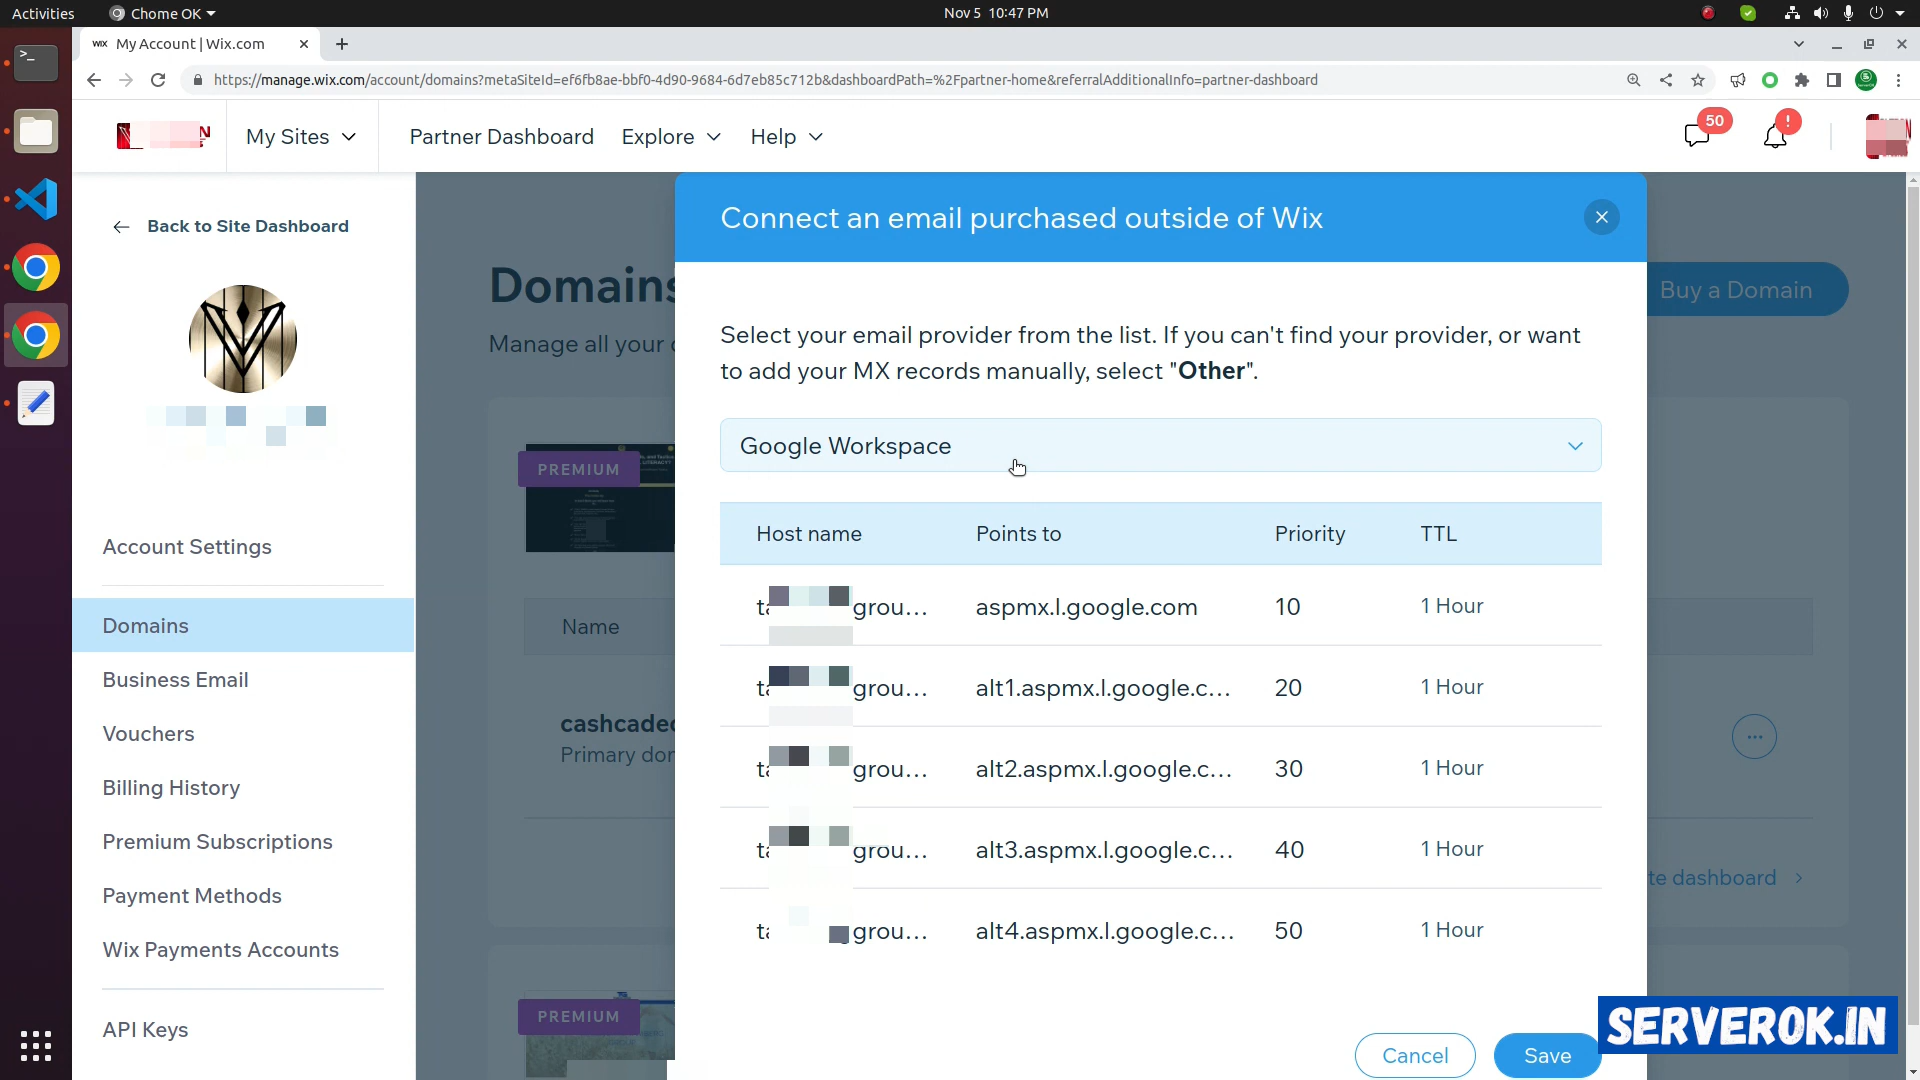 Activities
Chome OK
Nov 5 10:47 PM
WIX My Account | Wix.com
https://manage.wix.com/account/domains?metaSiteId=ef6fb8ae-bbf0-4d90-9684-6d7eb85c712b&dashboardPath=%2Fpartner-home&referralAdditionalInfo=partner-dashboard
My Sites
Partner Dashboard
Explore
Help
50
!
Back to Site Dashboard
Account Settings
Domains
Business Email
Vouchers
Billing History
Premium Subscriptions
Payment Methods
Wix Payments Accounts
API Keys
Domains
Manage all your
Buy a Domain
PREMIUM
Name
cashcade
Primary do
te dashboard
PREMIUM
Connect an email purchased outside of Wix
Select your email provider from the list. If you can't find your provider, or want
to add your MX records manually, select "Other".
Google Workspace
Host name Points to Priority TTL
grou... aspmx.l.google.com 10 1 Hour
grou... alt1.aspmx.l.google.c... 20 1 Hour
grou... alt2.aspmx.l.google.c... 30 1 Hour
grou... alt3.aspmx.l.google.c... 40 1 Hour
grou... alt4.aspmx.l.google.c... 50 1 Hour
Cancel
Save
SERVEROK.IN